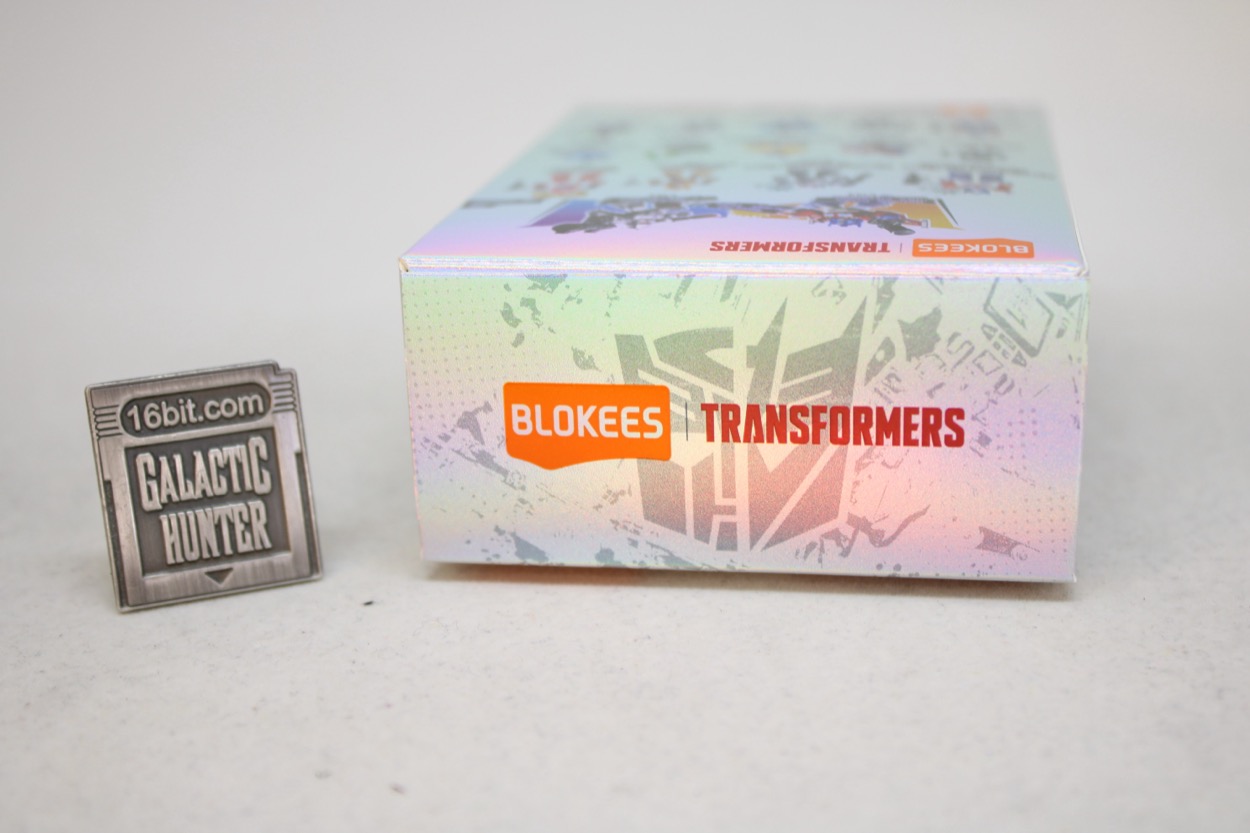 TRANSFORMERS | BLOKEES
16bit.com
GALACTIC
HUNTER
BLOKEES | TRANSFORMERS